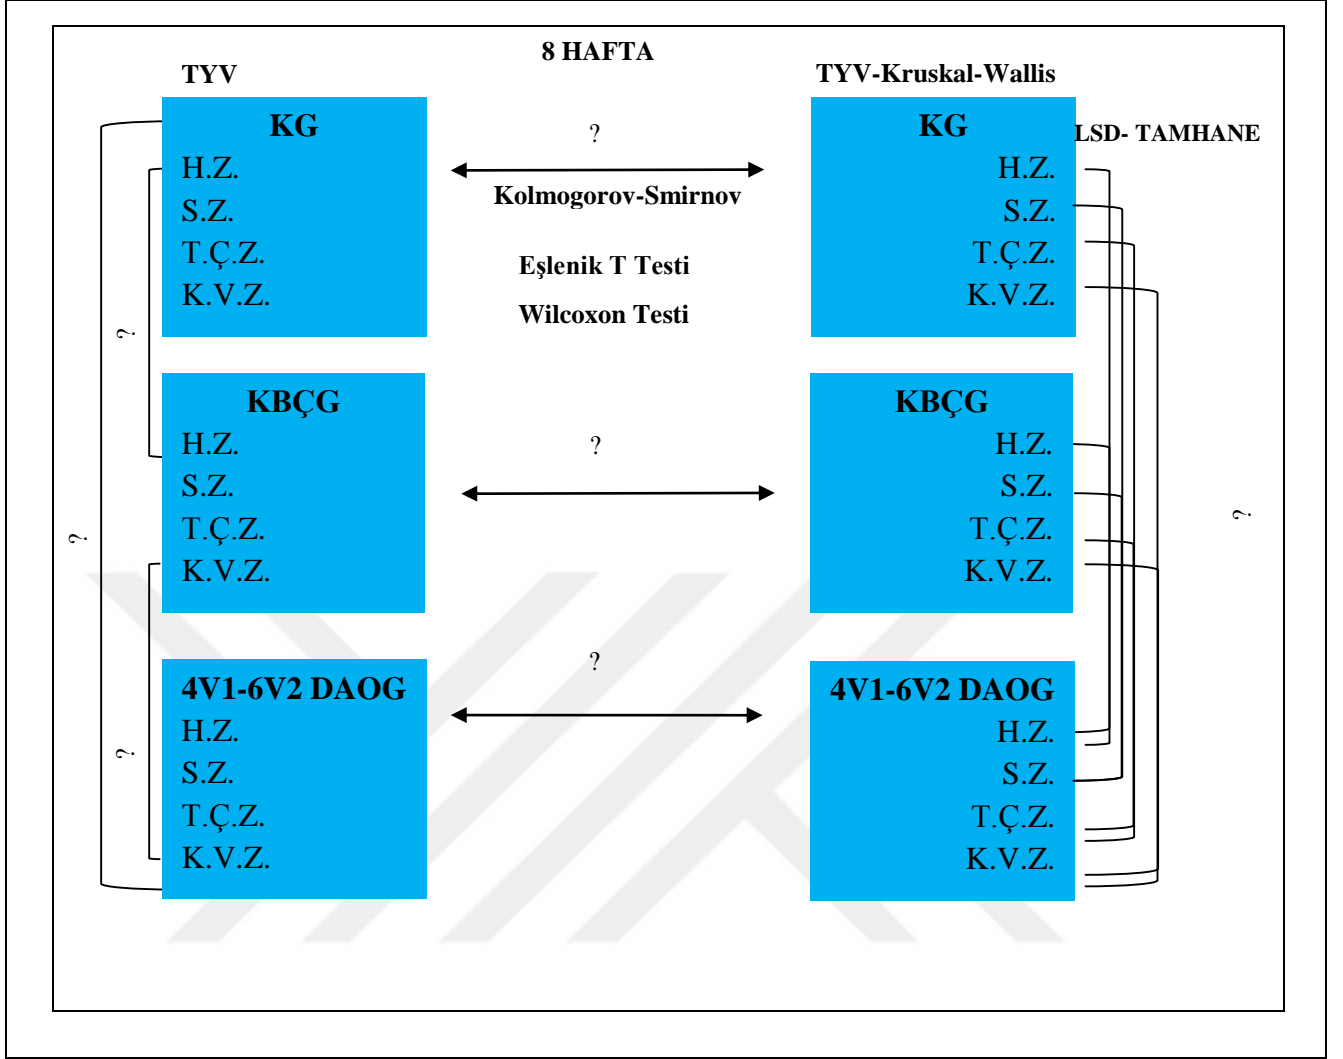 8 HAFTA
TYV
TYV-Kruskal-Wallis
KG
H.Z.
S.Z.
T.Ç.Z.
K.V.Z.
?
Kolmogorov-Smirnov
Eşlenik T Testi
Wilcoxon Testi
KG
H.Z.
S.Z.
T.Ç.Z.
K.V.Z.
LSD- TAMHANE
?
KBÇG
H.Z.
S.Z.
T.Ç.Z.
K.V.Z.
?
KBÇG
H.Z.
S.Z.
T.Ç.Z.
K.V.Z.
?
?
4V1-6V2 DAOG
H.Z.
S.Z.
T.Ç.Z.
K.V.Z.
?
4V1-6V2 DAOG
H.Z.
S.Z.
T.Ç.Z.
K.V.Z.
?